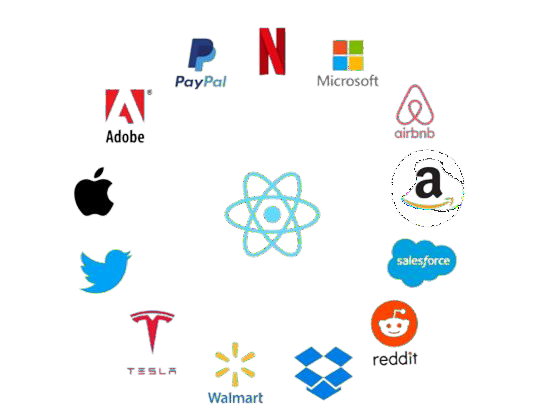 PayPal
N
Microsoft
Adobe
®
airbnb
a
salesforce
TESLA
reddit
Walmart